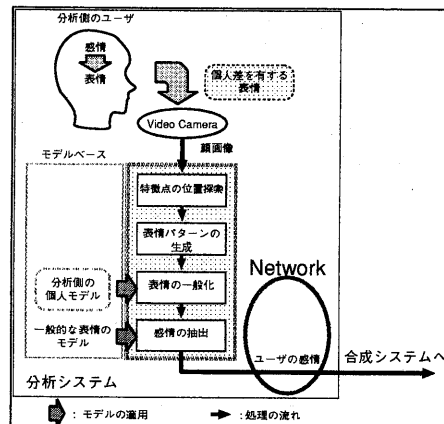 分析側のユーザ
感情
表情
個人差を有する
表情
Video Camera
顔画像
モデルベース
特徴点の位置探索
表情パターンの
生成
分析側の
個人モデル
表情の一般化
一般的な表情の
モデル
感情の抽出
Network
ユーザの感情
合成システムへ
分析システム
: モデルの適用
: 処理の流れ